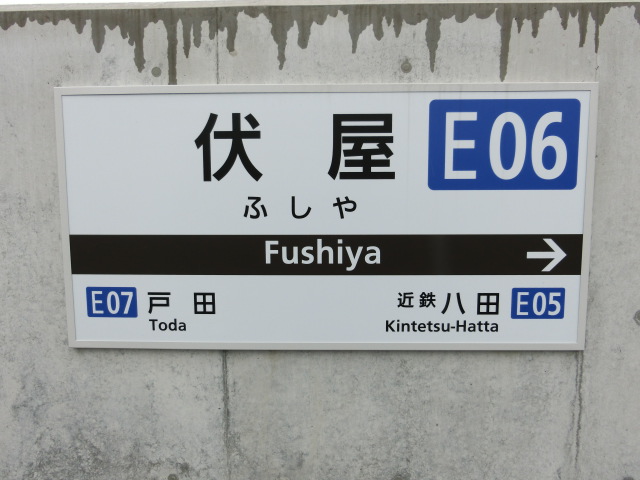 伏屋 E06
ふしや
Fushiya →
E07 戸田 近鉄八田 E05
Toda Kintetsu-Hatta